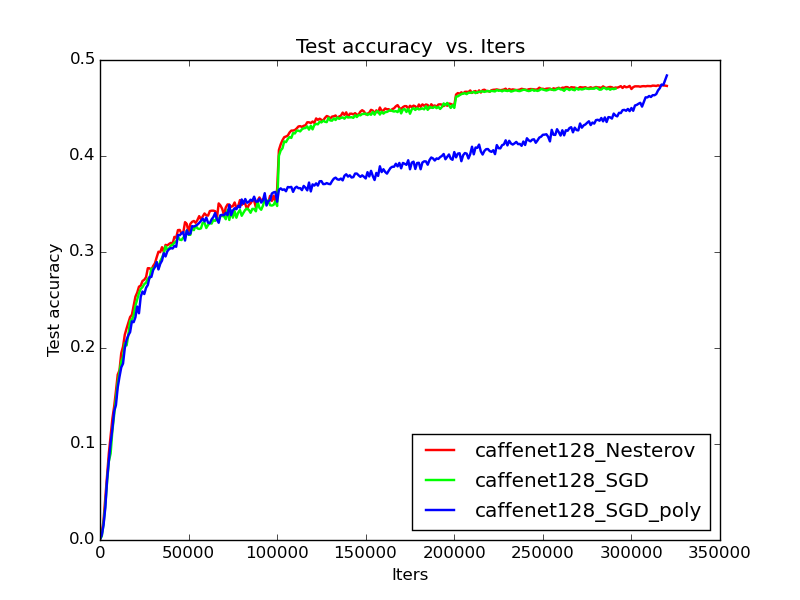 Test accuracy  vs. Iters
0.5
0.4
0.3
0.2
0.1
0.0
Test accuracy
caffenet128_Nesterov
caffenet128_SGD
caffenet128_SGD_poly
0 50000 100000 150000 200000 250000 300000 350000
Iters